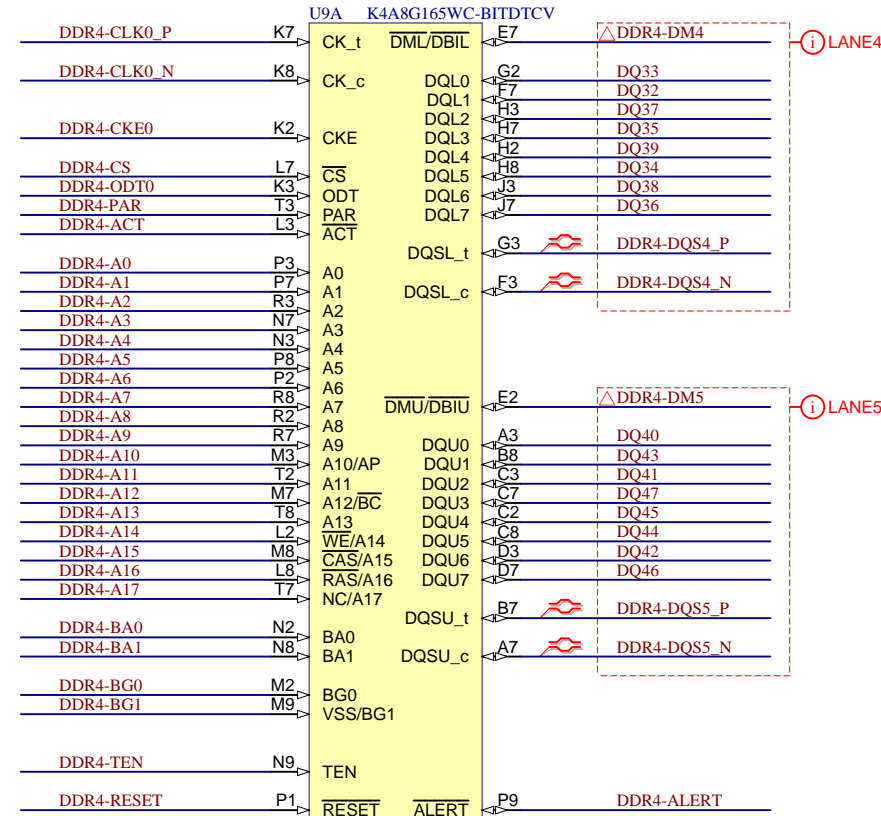 U9A K4A8G165WC-BITDTCV
DDR4-CLK0_P K7 CK_t DML/DBIL E7 DDR4-DM4 i LANE4
DDR4-CLK0_N K8 CK_c DQL0 G2 DQ33
DQL1 F7 DQ32
DQL2 H3 DQ37
DDR4-CKE0 K2 CKE DQL3 H7 DQ35
DQL4 H2 DQ39
DDR4-CS L7 CS DQL5 H8 DQ34
DDR4-ODT0 K3 ODT DQL6 J3 DQ38
DDR4-PAR T3 PAR DQL7 J7 DQ36
DDR4-ACT L3 ACT
DQSL_t G3 DDR4-DQS4_P
DDR4-A0 P3 A0
DDR4-A1 P7 A1 DQSL_c F3 DDR4-DQS4_N
DDR4-A2 R3 A2
DDR4-A3 N7 A3
DDR4-A4 N3 A4
DDR4-A5 P8 A5
DDR4-A6 P2 A6
DDR4-A7 R8 A7 DMU/DBIU E2 DDR4-DM5 i LANE5
DDR4-A8 R2 A8
DDR4-A9 R7 A9 DQU0 A3 DQ40
DDR4-A10 M3 A10/AP DQU1 B8 DQ43
DDR4-A11 T2 A11 DQU2 C3 DQ41
DDR4-A12 M7 A12/BC DQU3 C7 DQ47
DDR4-A13 T8 A13 DQU4 C2 DQ45
DDR4-A14 L2 WE/A14 DQU5 C8 DQ44
DDR4-A15 M8 CAS/A15 DQU6 D3 DQ42
DDR4-A16 L8 RAS/A16 DQU7 D7 DQ46
DDR4-A17 T7 NC/A17
DQSU_t B7 DDR4-DQS5_P
DDR4-BA0 N2 BA0
DDR4-BA1 N8 BA1 DQSU_c A7 DDR4-DQS5_N
DDR4-BG0 M2 BG0
DDR4-BG1 M9 VSS/BG1
DDR4-TEN N9 TEN
DDR4-RESET P1 RESET ALERT P9 DDR4-ALERT